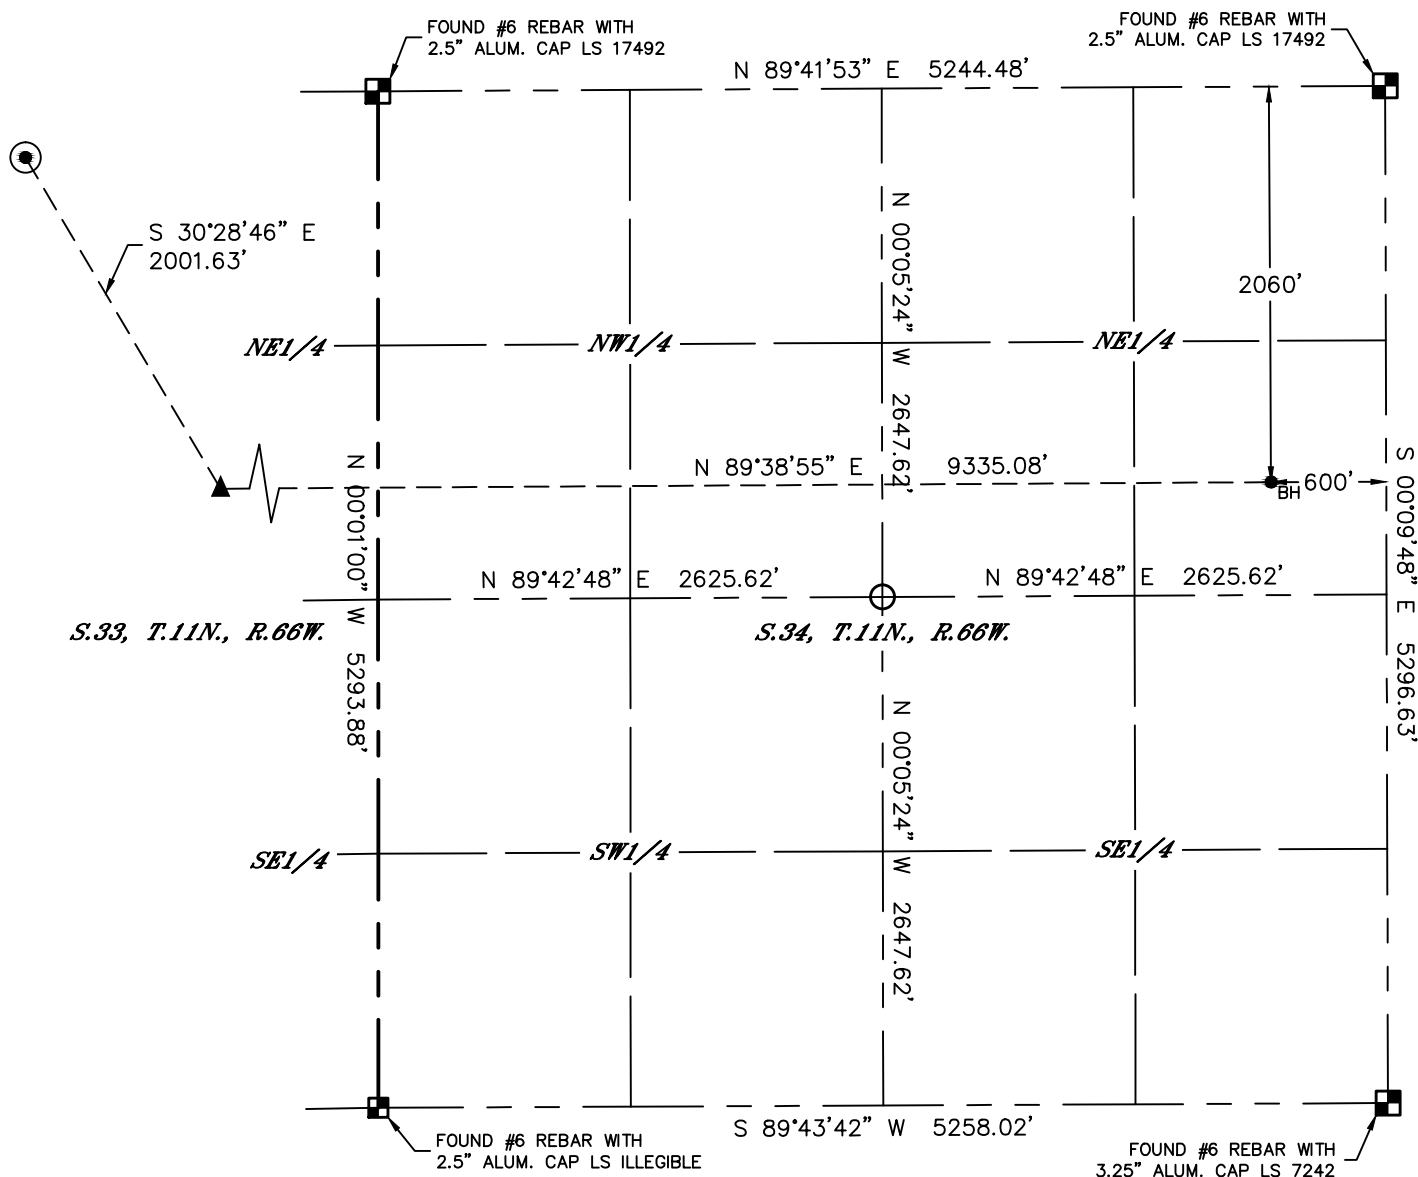 FOUND #6 REBAR WITH
2.5" ALUM. CAP LS 17492
FOUND #6 REBAR WITH
2.5" ALUM. CAP LS 17492
N 89°41'53" E 5244.48'
S 30°28'46" E
2001.63'
N 00°05'24" W 2647.62'
2060'
NE1/4
NW1/4
NE1/4
N 89°38'55" E 9335.08'
BH
600'
N 00°01'00" W 5293.88'
S 00°09'48" E 5296.63'
N 89°42'48" E 2625.62'
N 89°42'48" E 2625.62'
S.33, T.11N., R.66W.
S.34, T.11N., R.66W.
N 00°05'24" W 2647.62'
SE1/4
SW1/4
SE1/4
S 89°43'42" W 5258.02'
FOUND #6 REBAR WITH
2.5" ALUM. CAP LS ILLEGIBLE
FOUND #6 REBAR WITH
3.25" ALUM. CAP LS 7242